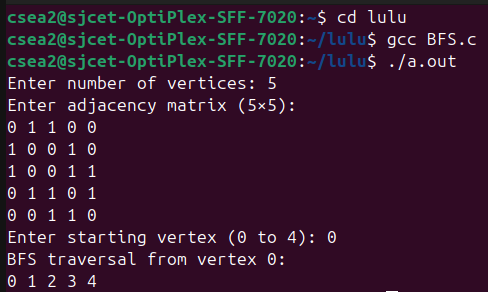 csea2@sjcet-OptiPlex-SFF-7020:~$ cd lulu
csea2@sjcet-OptiPlex-SFF-7020:~/lulu$ gcc BFS.c
csea2@sjcet-OptiPlex-SFF-7020:~/lulu$ ./a.out
Enter number of vertices: 5
Enter adjacency matrix (5×5):
0 1 1 0 0
1 0 0 1 0
1 0 0 1 1
0 1 1 0 1
0 0 1 1 0
Enter starting vertex (0 to 4): 0
BFS traversal from vertex 0:
0 1 2 3 4